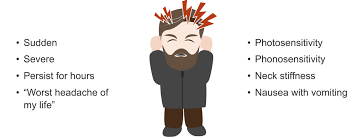 • Sudden
• Severe
• Persist for hours
• “Worst headache of
my life”
• Photosensitivity
• Phonosensitivity
• Neck stiffness
• Nausea with vomiting